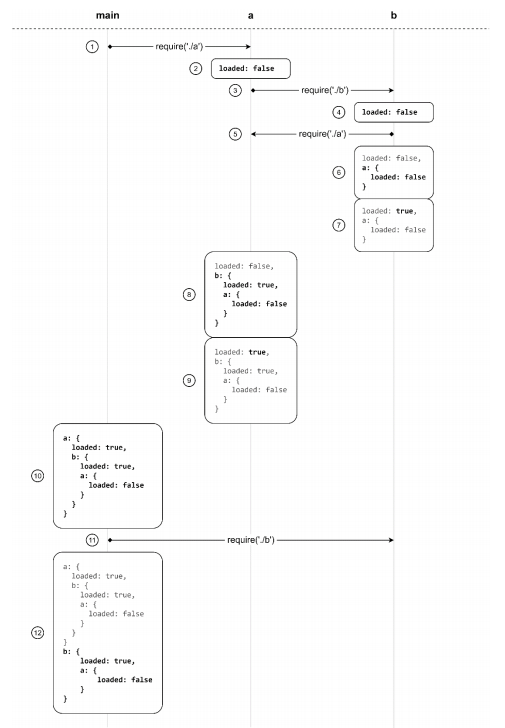 main a b
1 require('./a')
2 loaded: false
3 require('./b')
4 loaded: false
5 require('./a')
6
loaded: false,
a: {
  loaded: false
}
7
loaded: true,
a: {
  loaded: false
}
8
loaded: false,
b: {
  loaded: true,
  a: {
    loaded: false
  }
}
9
loaded: true,
b: {
  loaded: true,
  a: {
    loaded: false
  }
}
10
a: {
  loaded: true,
  b: {
    loaded: true,
    a: {
      loaded: false
    }
  }
}
11 require('./b')
12
a: {
  loaded: true,
  b: {
    loaded: true,
    a: {
      loaded: false
    }
  }
}
b: {
    loaded: true,
    a: {
        loaded: false
    }
}